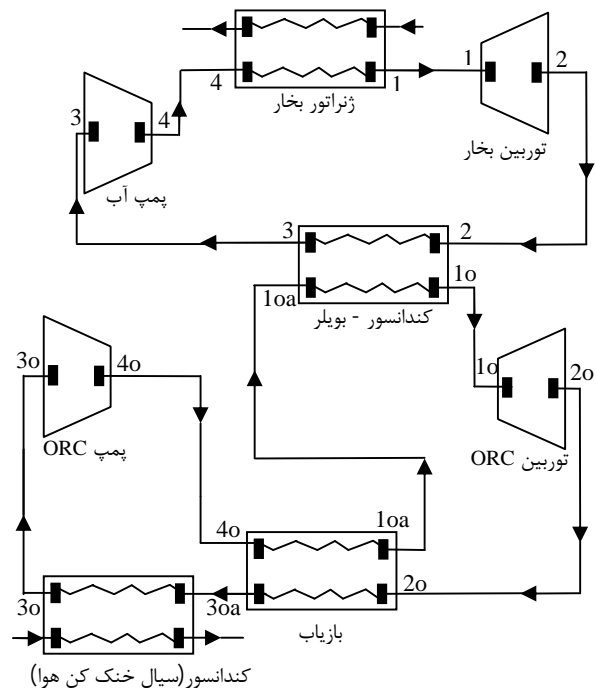 4
1
ژنراتور بخار
1
2
توربین بخار
3
4
پمپ آب
3
2
1oa
1o
کندانسور - بویلر
3o
4o
پمپ ORC
1o
2o
توربین ORC
4o
1oa
3oa
2o
بازیاب
3o
کندانسور(سیال خنک کن هوا)